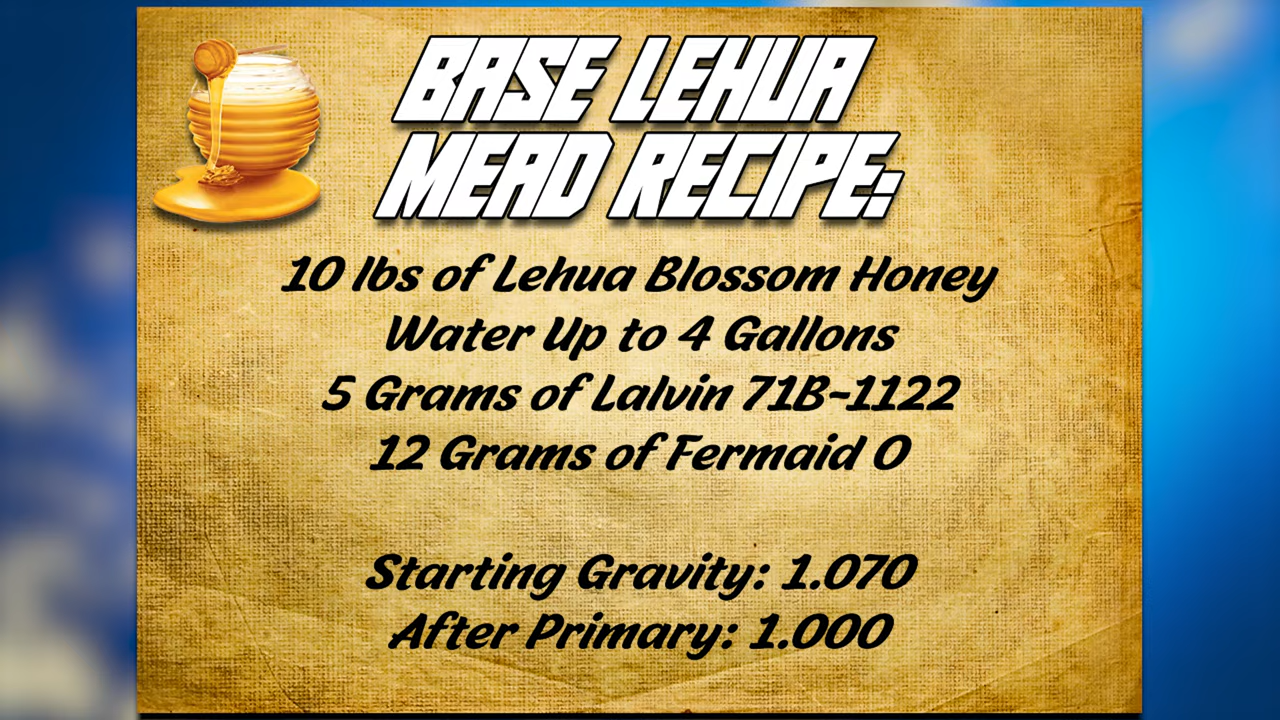 BASE LEHUA
MEAD RECIPE:
10 lbs of Lehua Blossom Honey
Water Up to 4 Gallons
5 Grams of Lalvin 71B-1122
12 Grams of Fermaid O
Starting Gravity: 1.070
After Primary: 1.000